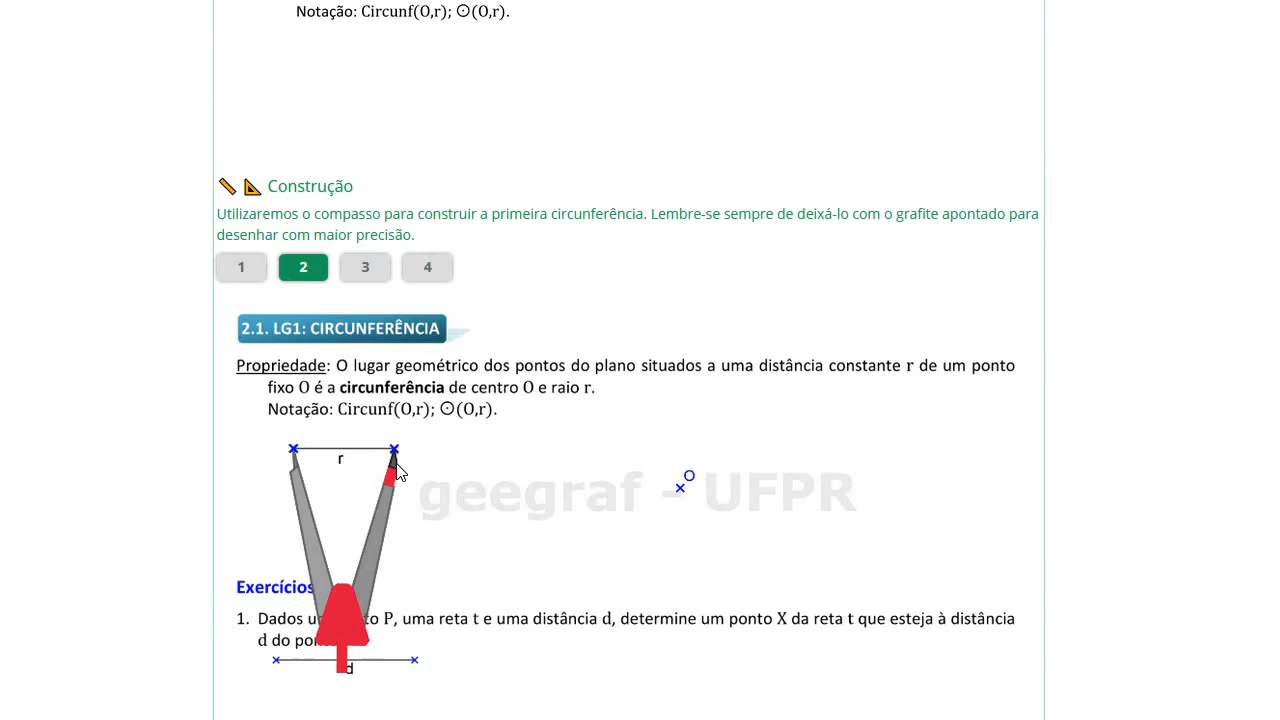 Notação: Circunf(O,r); ⊙(O,r).
Construção
Utilizaremos o compasso para construir a primeira circunferência. Lembre-se sempre de deixá-lo com o grafite apontado para
desenhar com maior precisão.
1 2 3 4
2.1. LG1: CIRCUNFERÊNCIA
Propriedade: O lugar geométrico dos pontos do plano situados a uma distância constante r de um ponto
fixo O é a circunferência de centro O e raio r.
Notação: Circunf(O,r); ⊙(O,r).
r
O
geegraf - UFPR
Exercícios
1. Dados P, uma reta t e uma distância d, determine um ponto X da reta t que esteja à distância
d do
d